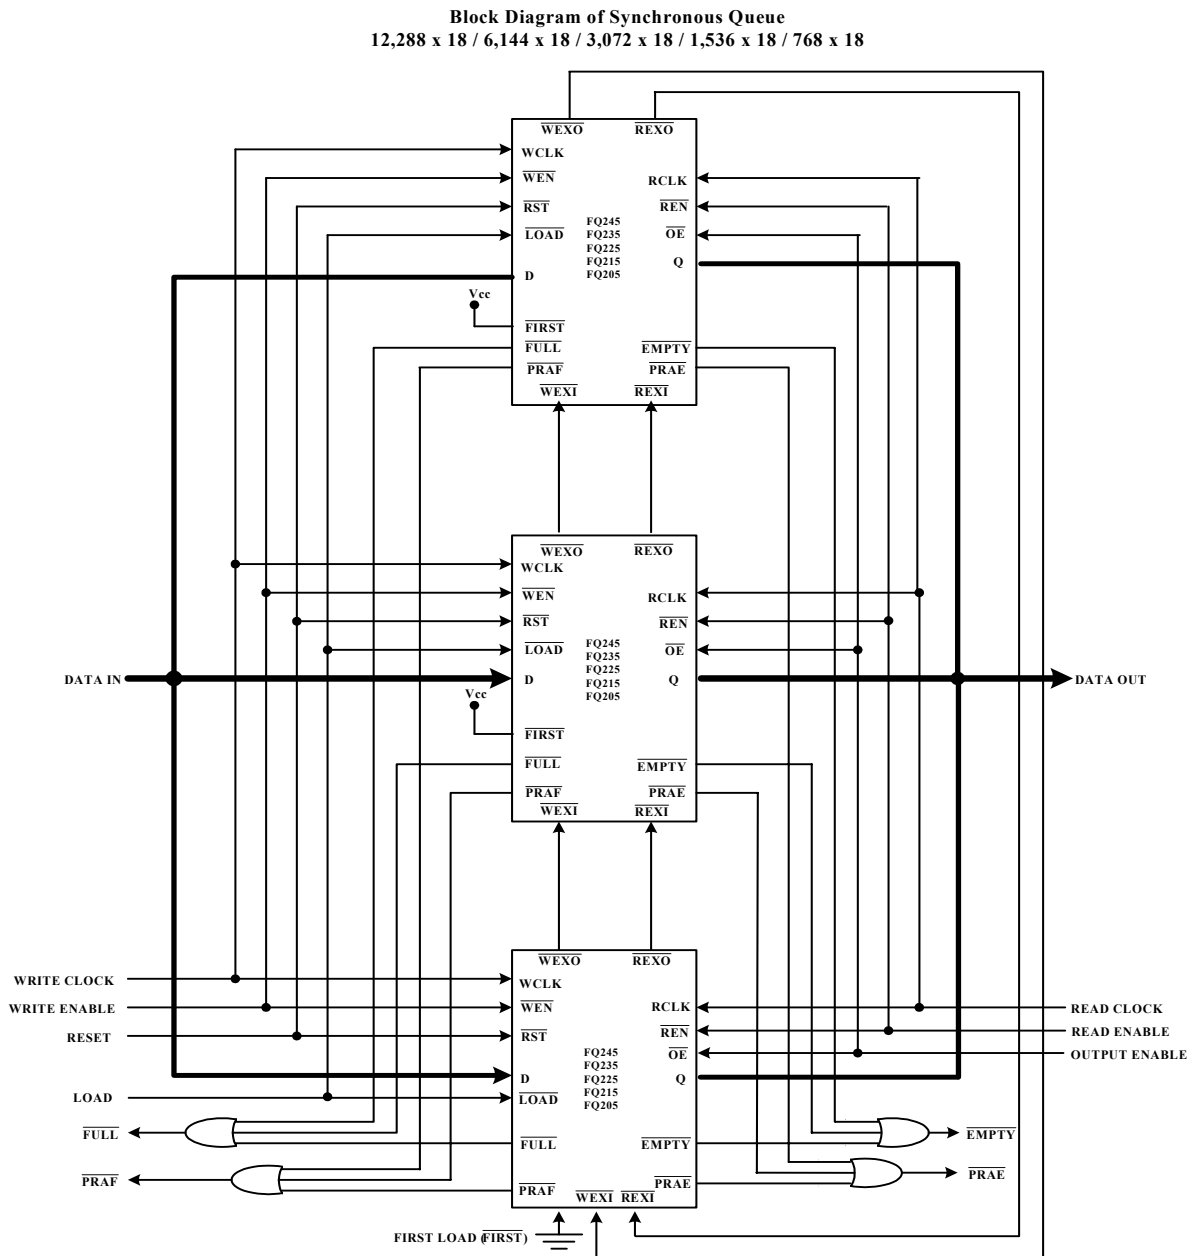 Block Diagram of Synchronous Queue
12,288 x 18 / 6,144 x 18 / 3,072 x 18 / 1,536 x 18 / 768 x 18
WEXO REXO
WCLK
WEN RCLK
RST REN
LOAD OE
FQ245
FQ235
FQ225
FQ215
FQ205
D Q
Vcc
FIRST
FULL EMPTY
PRAF PRAE
WEXI REXI
WEXO REXO
WCLK
WEN RCLK
RST REN
LOAD OE
FQ245
FQ235
FQ225
FQ215
FQ205
DATA IN D Q DATA OUT
Vcc
FIRST
FULL EMPTY
PRAF PRAE
WEXI REXI
WEXO REXO
WRITE CLOCK WCLK
WRITE ENABLE WEN RCLK READ CLOCK
RESET RST REN READ ENABLE
OE OUTPUT ENABLE
FQ245
FQ235
FQ225
FQ215
FQ205
D Q
LOAD LOAD
FULL FULL EMPTY EMPTY
PRAF PRAF PRAE PRAE
WEXI REXI
FIRST LOAD (FIRST)